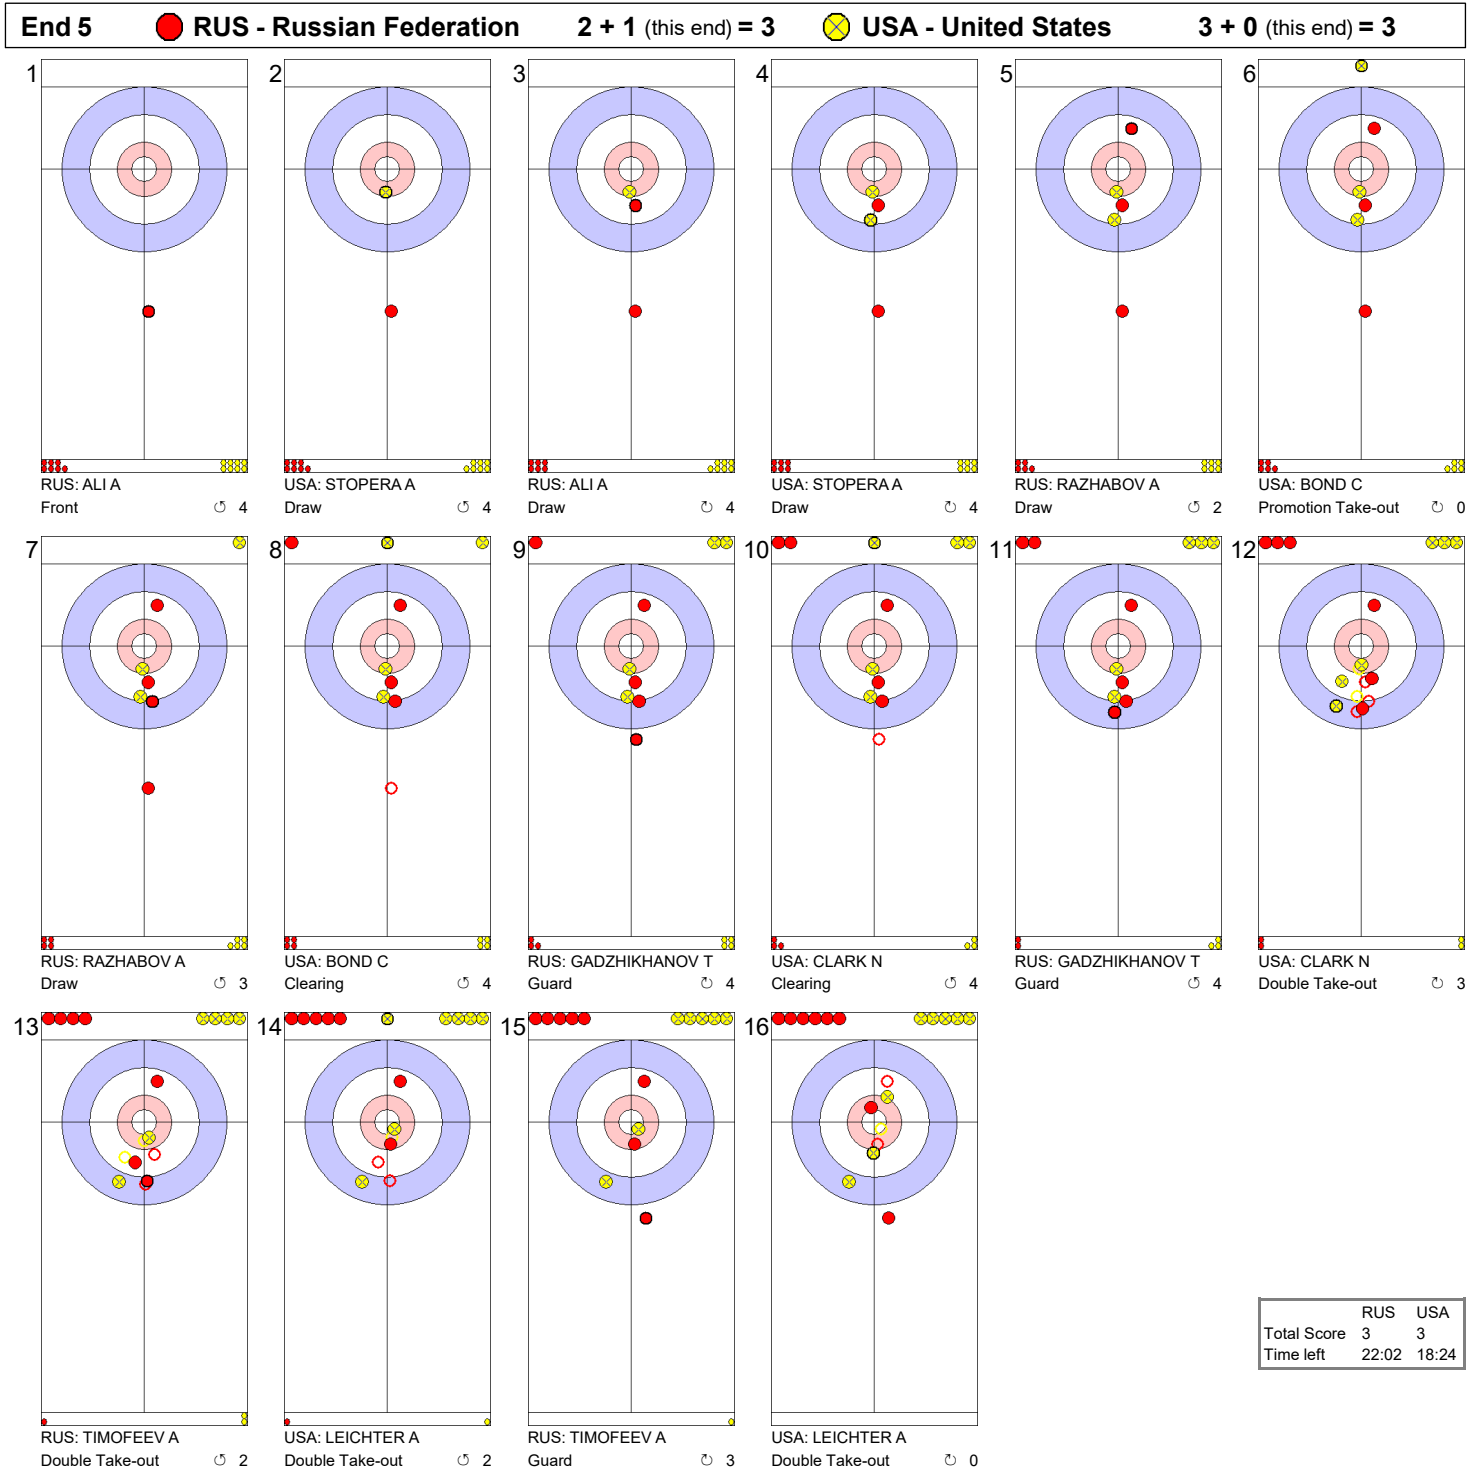 End 5 RUS - Russian Federation 2 + 1 (this end) = 3 USA - United States 3 + 0 (this end) = 3
1 2 3 4 5 6
RUS: ALI A USA: STOPERA A RUS: ALI A USA: STOPERA A RUS: RAZHABOV A USA: BOND C
Front ↺ 4 Draw ↺ 4 Draw ↻ 4 Draw ↻ 4 Draw ↺ 2 Promotion Take-out ↻ 0
7 8 9 10 11 12
RUS: RAZHABOV A USA: BOND C RUS: GADZHIKHANOV T USA: CLARK N RUS: GADZHIKHANOV T USA: CLARK N
Draw ↺ 3 Clearing ↺ 4 Guard ↻ 4 Clearing ↺ 4 Guard ↺ 4 Double Take-out ↻ 3
13 14 15 16
RUS USA
Total Score 3 3
Time left 22:02 18:24
RUS: TIMOFEEV A USA: LEICHTER A RUS: TIMOFEEV A USA: LEICHTER A
Double Take-out ↺ 2 Double Take-out ↺ 2 Guard ↻ 3 Double Take-out ↻ 0